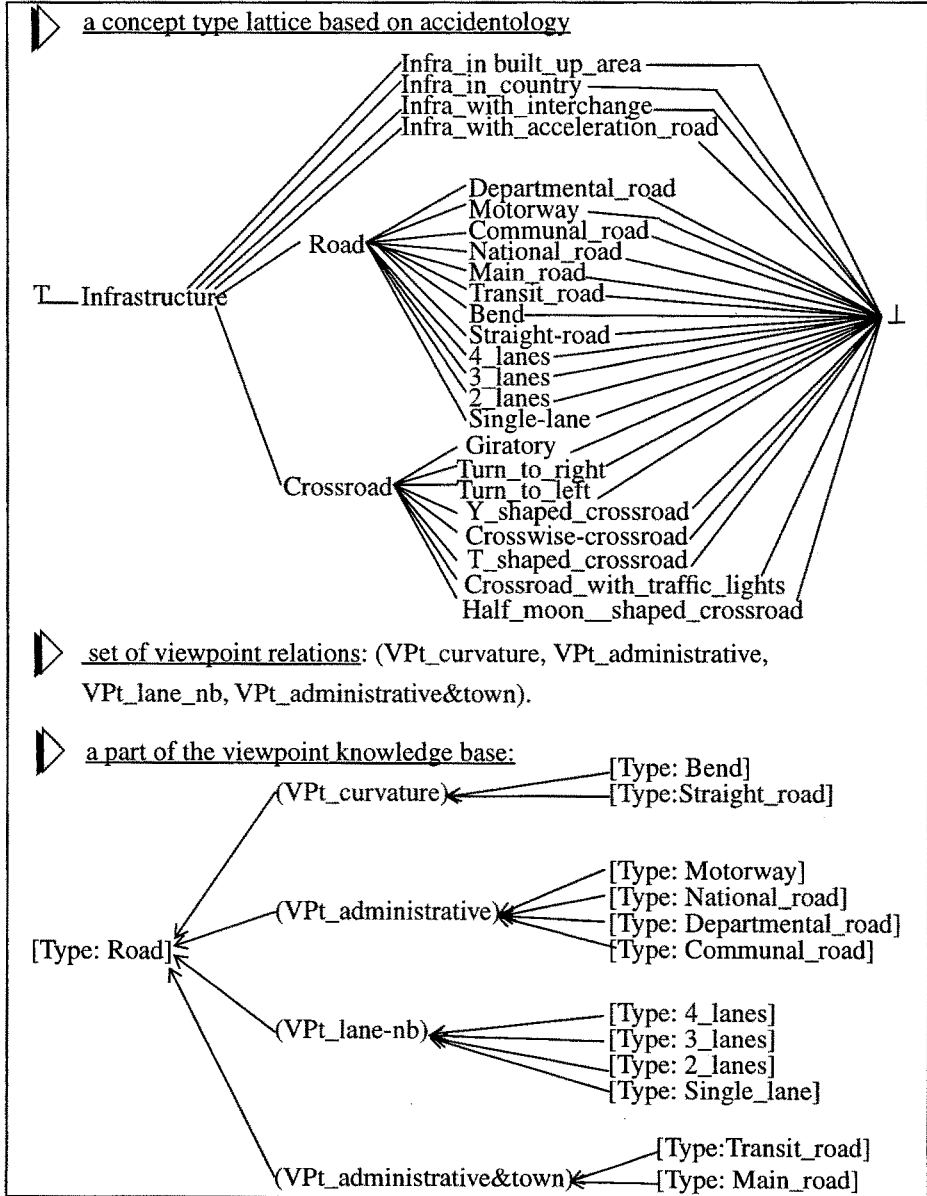 a concept type lattice based on accidentology
Infra_in built_up_area
Infra_in_country
Infra_with_interchange
Infra_with_acceleration_road
Departmental_road
Motorway
Communal_road
Road
National_road
Main_road
Transit_road
T Infrastructure
Bend
⊥
Straight-road
4_lanes
3_lanes
2_lanes
Single-lane
Giratory
Turn_to_right
Crossroad
Turn_to_left
Y_shaped_crossroad
Crosswise-crossroad
T_shaped_crossroad
Crossroad_with_traffic_lights
Half_moon__shaped_crossroad
set of viewpoint relations: (VPt_curvature, VPt_administrative,
VPt_lane_nb, VPt_administrative&town).
a part of the viewpoint knowledge base:
(VPt_curvature)
[Type: Bend]
[Type:Straight_road]
[Type: Motorway]
[Type: National_road]
(VPt_administrative)
[Type: Departmental_road]
[Type: Communal_road]
[Type: Road]
[Type: 4_lanes]
(VPt_lane-nb)
[Type: 3_lanes]
[Type: 2_lanes]
[Type: Single_lane]
[Type:Transit_road]
(VPt_administrative&town)
[Type: Main_road]